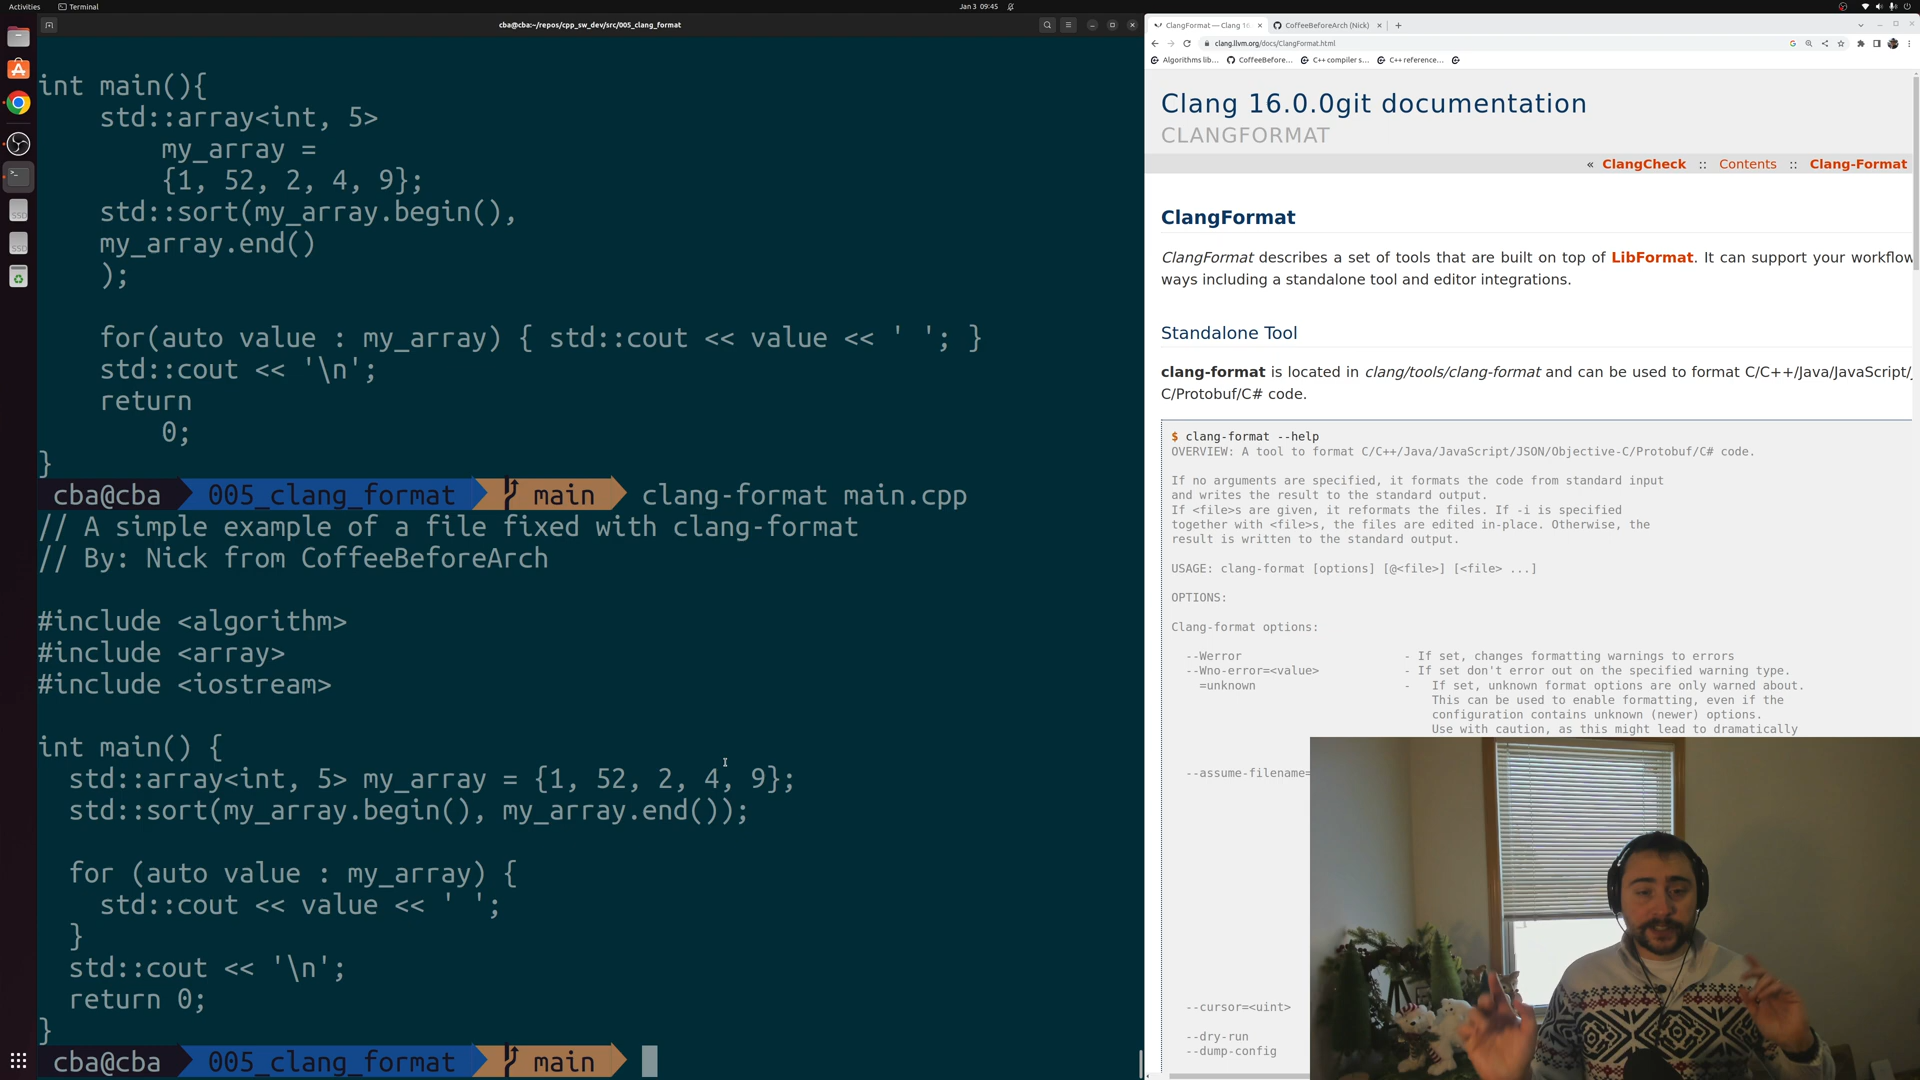 Activities
Terminal
Jan 3 09:45
cba@cba:~/repos/cpp_sw_dev/src/005_clang_format
int main(){
    std::array<int, 5>
        my_array =
        {1, 52, 2, 4, 9};
    std::sort(my_array.begin(),
    my_array.end()
    );
    for(auto value : my_array) { std::cout << value << ' '; }
    std::cout << '\n';
    return
        0;
}
cba@cba 005_clang_format main clang-format main.cpp
// A simple example of a file fixed with clang-format
// By: Nick from CoffeeBeforeArch
#include <algorithm>
#include <array>
#include <iostream>
int main() {
  std::array<int, 5> my_array = {1, 52, 2, 4, 9};
  std::sort(my_array.begin(), my_array.end());
  for (auto value : my_array) {
    std::cout << value << ' ';
  }
  std::cout << '\n';
  return 0;
}
cba@cba 005_clang_format main
SSD
SSD
ClangFormat — Clang 16.
CoffeeBeforeArch (Nick)
clang.llvm.org/docs/ClangFormat.html
Algorithms lib...
CoffeeBefore...
C++ compiler s...
C++ reference...
Clang 16.0.0git documentation
CLANGFORMAT
« ClangCheck :: Contents :: Clang-Format
ClangFormat
ClangFormat describes a set of tools that are built on top of LibFormat. It can support your workflow
ways including a standalone tool and editor integrations.
Standalone Tool
clang-format is located in clang/tools/clang-format and can be used to format C/C++/Java/JavaScript/
C/Protobuf/C# code.
$ clang-format --help
OVERVIEW: A tool to format C/C++/Java/JavaScript/JSON/Objective-C/Protobuf/C# code.
If no arguments are specified, it formats the code from standard input
and writes the result to the standard output.
If <file>s are given, it reformats the files. If -i is specified
together with <file>s, the files are edited in-place. Otherwise, the
result is written to the standard output.
USAGE: clang-format [options] [@<file>] [<file> ...]
OPTIONS:
Clang-format options:
--Werror - If set, changes formatting warnings to errors
--Wno-error=<value> - If set don't error out on the specified warning type.
=unknown - If set, unknown format options are only warned about.
This can be used to enable formatting, even if the
configuration contains unknown (newer) options.
Use with caution, as this might lead to dramatically
--assume-filename=
--cursor=<uint>
--dry-run
--dump-config